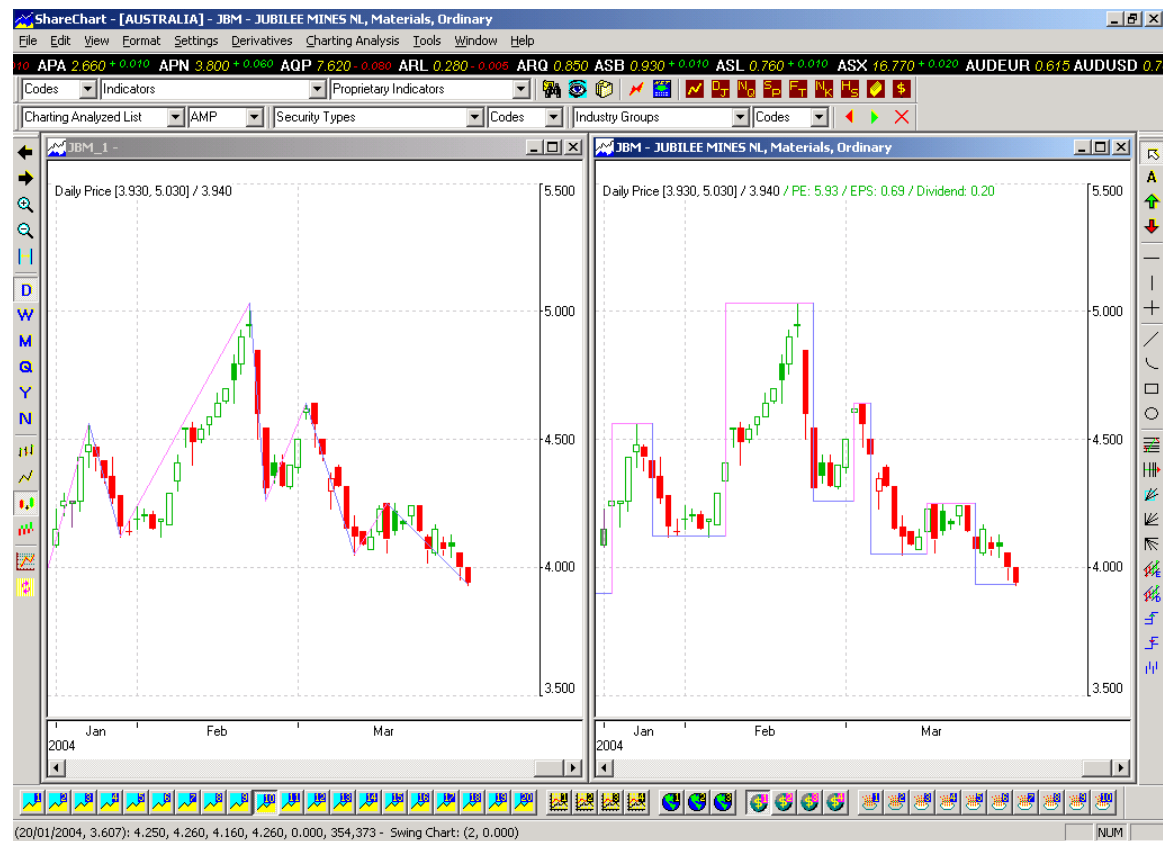 ShareChart - [AUSTRALIA] - JBM - JUBILEE MINES NL, Materials, Ordinary
File Edit View Format Settings Derivatives Charting Analysis Tools Window Help
010 APA 2.660 +0.010 APN 3.800 +0.060 AQP 7.620 -0.080 ARL 0.280 -0.005 ARQ 0.850 ASB 0.930 +0.010 ASL 0.760 +0.010 ASX 16.770 +0.020 AUDEUR 0.615 AUDUSD 0.7
Codes Indicators Proprietary Indicators
Charting Analyzed List AMP Security Types Codes Industry Groups Codes
JBM_1 -
Daily Price [3.930, 5.030] / 3.940
5.500
5.000
4.500
4.000
3.500
Jan Feb Mar
2004
JBM - JUBILEE MINES NL, Materials, Ordinary
Daily Price [3.930, 5.030] / 3.940 / PE: 5.93 / EPS: 0.69 / Dividend: 0.20
5.500
5.000
4.500
4.000
3.500
Jan Feb Mar
2004
D
W
M
Q
Y
N
A
(20/01/2004, 3.607): 4.250, 4.260, 4.160, 4.260, 0.000, 354,373 - Swing Chart: (2, 0.000)
NUM